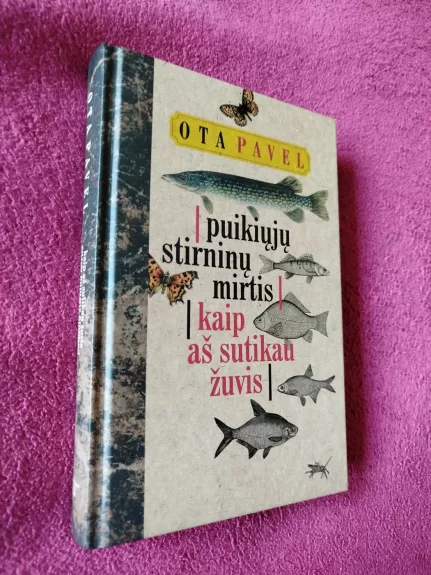 OTA PAVEL
puikiųjų
stirninų
mirtis
kaip
aš sutikau
žuvis